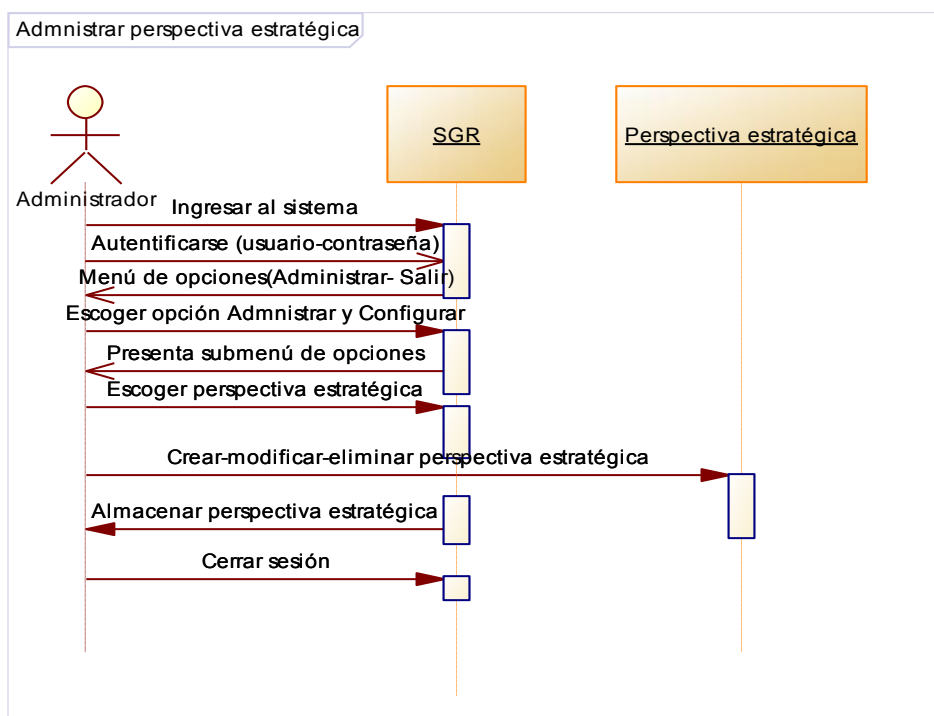 Admnistrar perspectiva estratégica
SGR
Perspectiva estratégica
Administrador
Ingresar al sistema
Autentificarse (usuario-contraseña)
Menú de opciones(Administrar- Salir)
Escoger opción Admnistrar y Configurar
Presenta submenú de opciones
Escoger perspectiva estratégica
Crear-modificar-eliminar perspectiva estratégica
Almacenar perspectiva estratégica
Cerrar sesión